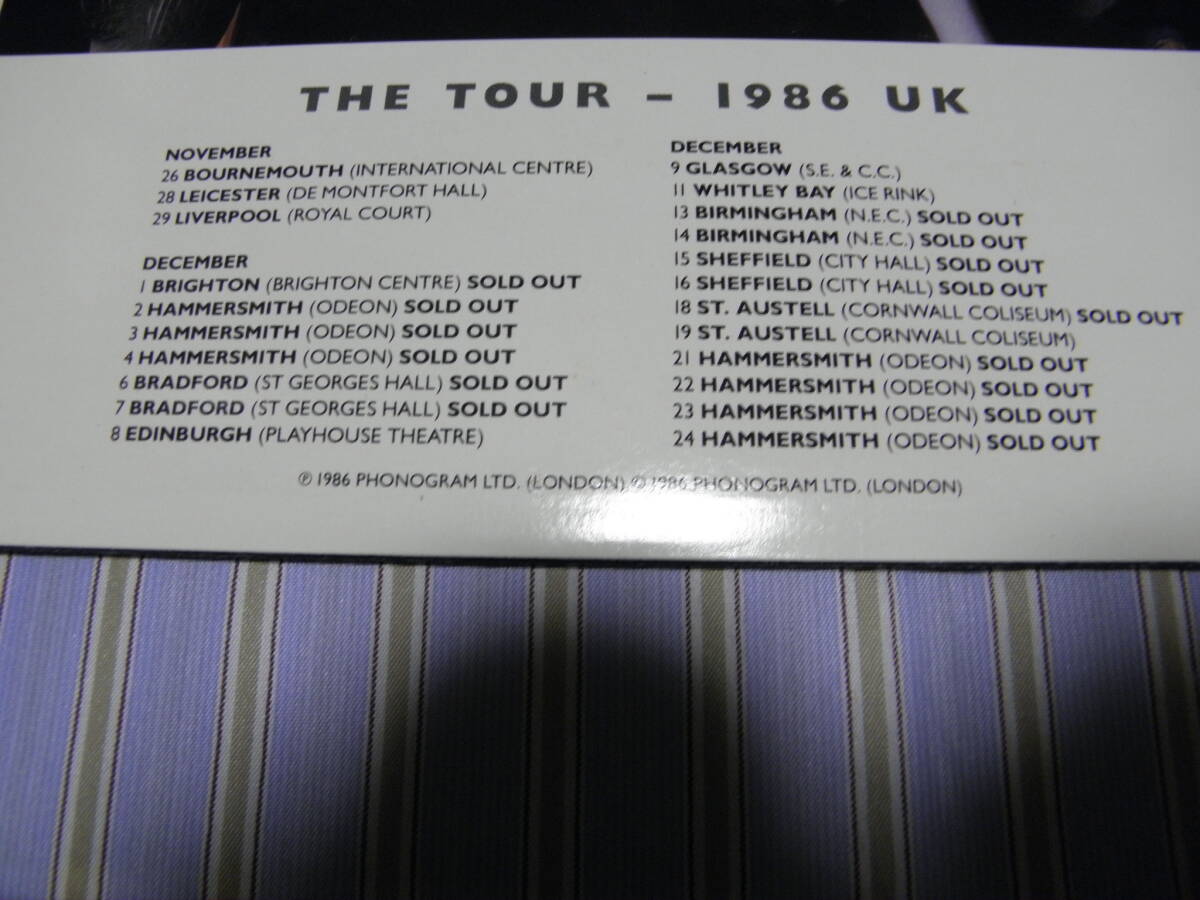 THE TOUR – 1986 UK
NOVEMBER
26 BOURNEMOUTH (INTERNATIONAL CENTRE)
28 LEICESTER (DE MONTFORT HALL)
29 LIVERPOOL (ROYAL COURT)
DECEMBER
1 BRIGHTON (BRIGHTON CENTRE) SOLD OUT
2 HAMMERSMITH (ODEON) SOLD OUT
3 HAMMERSMITH (ODEON) SOLD OUT
4 HAMMERSMITH (ODEON) SOLD OUT
6 BRADFORD (ST GEORGES HALL) SOLD OUT
7 BRADFORD (ST GEORGES HALL) SOLD OUT
8 EDINBURGH (PLAYHOUSE THEATRE)
DECEMBER
9 GLASGOW (S.E. & C.C.)
11 WHITLEY BAY (ICE RINK)
13 BIRMINGHAM (N.E.C.) SOLD OUT
14 BIRMINGHAM (N.E.C.) SOLD OUT
15 SHEFFIELD (CITY HALL) SOLD OUT
16 SHEFFIELD (CITY HALL) SOLD OUT
18 ST. AUSTELL (CORNWALL COLISEUM) SOLD OUT
19 ST. AUSTELL (CORNWALL COLISEUM)
21 HAMMERSMITH (ODEON) SOLD OUT
22 HAMMERSMITH (ODEON) SOLD OUT
23 HAMMERSMITH (ODEON) SOLD OUT
24 HAMMERSMITH (ODEON) SOLD OUT
℗ 1986 PHONOGRAM LTD. (LONDON) © 1986 PHONOGRAM LTD. (LONDON)